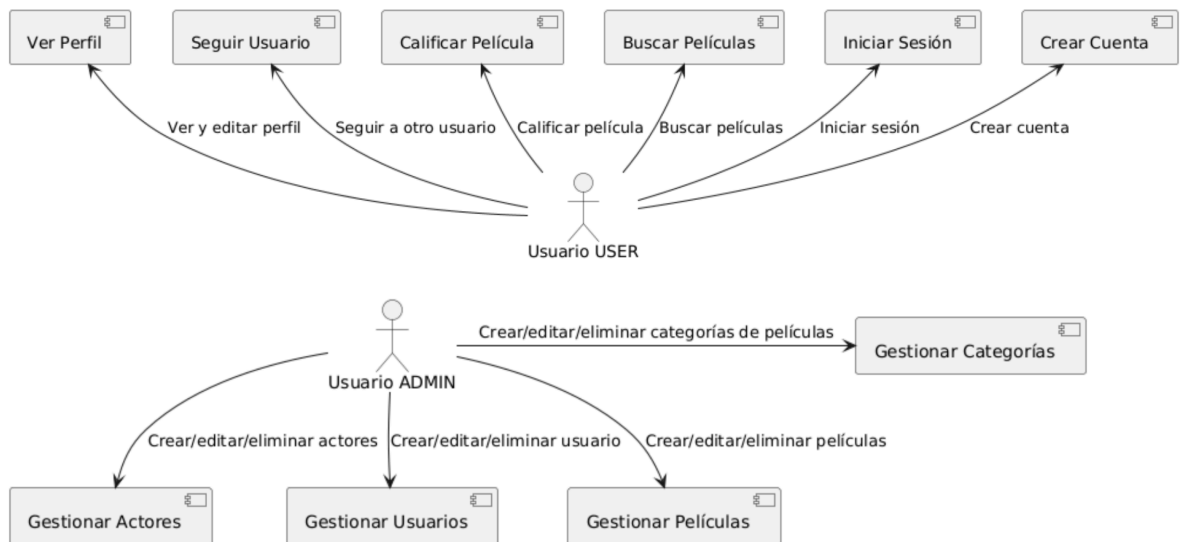 Ver Perfil
Seguir Usuario
Calificar Película
Buscar Películas
Iniciar Sesión
Crear Cuenta
Ver y editar perfil
Seguir a otro usuario
Calificar película
Buscar películas
Iniciar sesión
Crear cuenta
Usuario USER
Crear/editar/eliminar categorías de películas
Gestionar Categorías
Usuario ADMIN
Crear/editar/eliminar actores
Crear/editar/eliminar usuario
Crear/editar/eliminar películas
Gestionar Actores
Gestionar Usuarios
Gestionar Películas